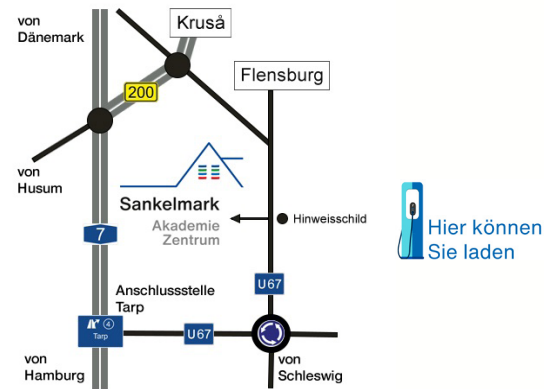 von
Dänemark
Kruså
Flensburg
200
von
Husum
Sankelmark
Akademie
Zentrum
Hinweisschild
Hier können
Sie laden
7
Anschlussstelle
Tarp
U67
4
Tarp
U67
von
Hamburg
von
Schleswig